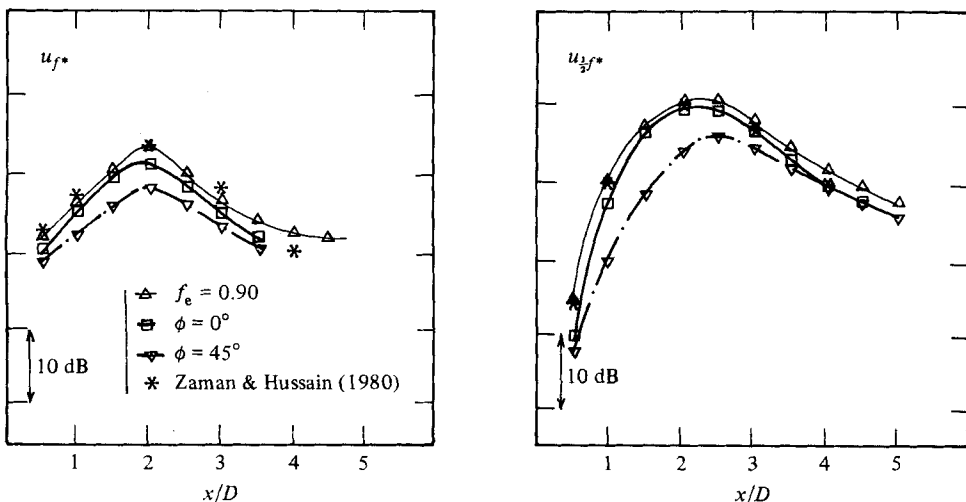 u_{f*}
f_e = 0.90
ϕ = 0°
ϕ = 45°
Zaman & Hussain (1980)
10 dB
1 2 3 4 5
x/D
u_{½f*}
10 dB
1 2 3 4 5
x/D